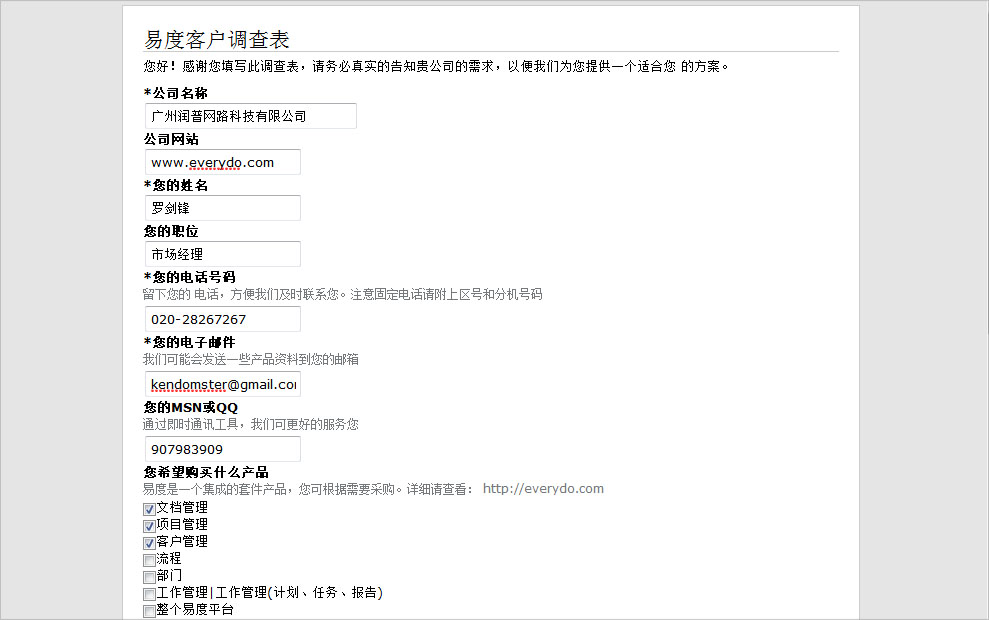 易度客户调查表
您好！感谢您填写此调查表，请务必真实的告知贵公司的需求，以便我们为您提供一个适合您 的方案。
*公司名称
广州润普网路科技有限公司
公司网站
www.everydo.com
*您的姓名
罗剑锋
您的职位
市场经理
*您的电话号码
留下您的 电话，方便我们及时联系您。注意固定电话请附上区号和分机号码
020-28267267
*您的电子邮件
我们可能会发送一些产品资料到您的邮箱
kendomster@gmail.co
您的MSN或QQ
通过即时通讯工具，我们可更好的服务您
907983909
您希望购买什么产品
易度是一个集成的套件产品，您可根据需要采购。详细请查看： http://everydo.com
文档管理
项目管理
客户管理
流程
部门
工作管理|工作管理(计划、任务、报告)
整个易度平台